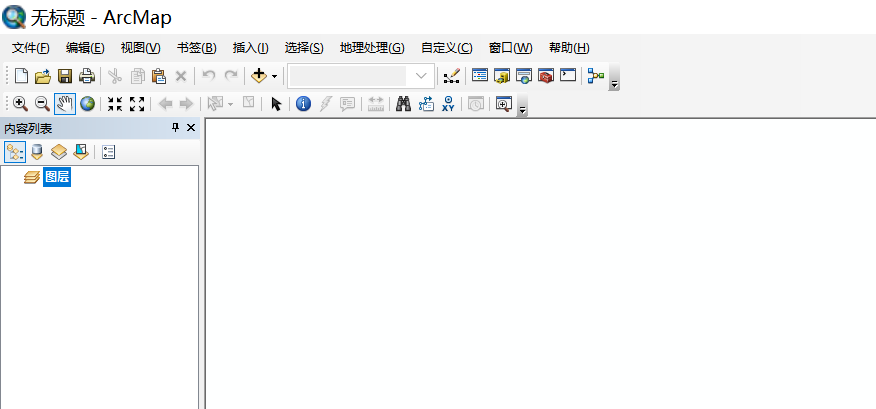 无标题 - ArcMap
文件(F) 编辑(E) 视图(V) 书签(B) 插入(I) 选择(S) 地理处理(G) 自定义(C) 窗口(W) 帮助(H)
XY
内容列表
图层